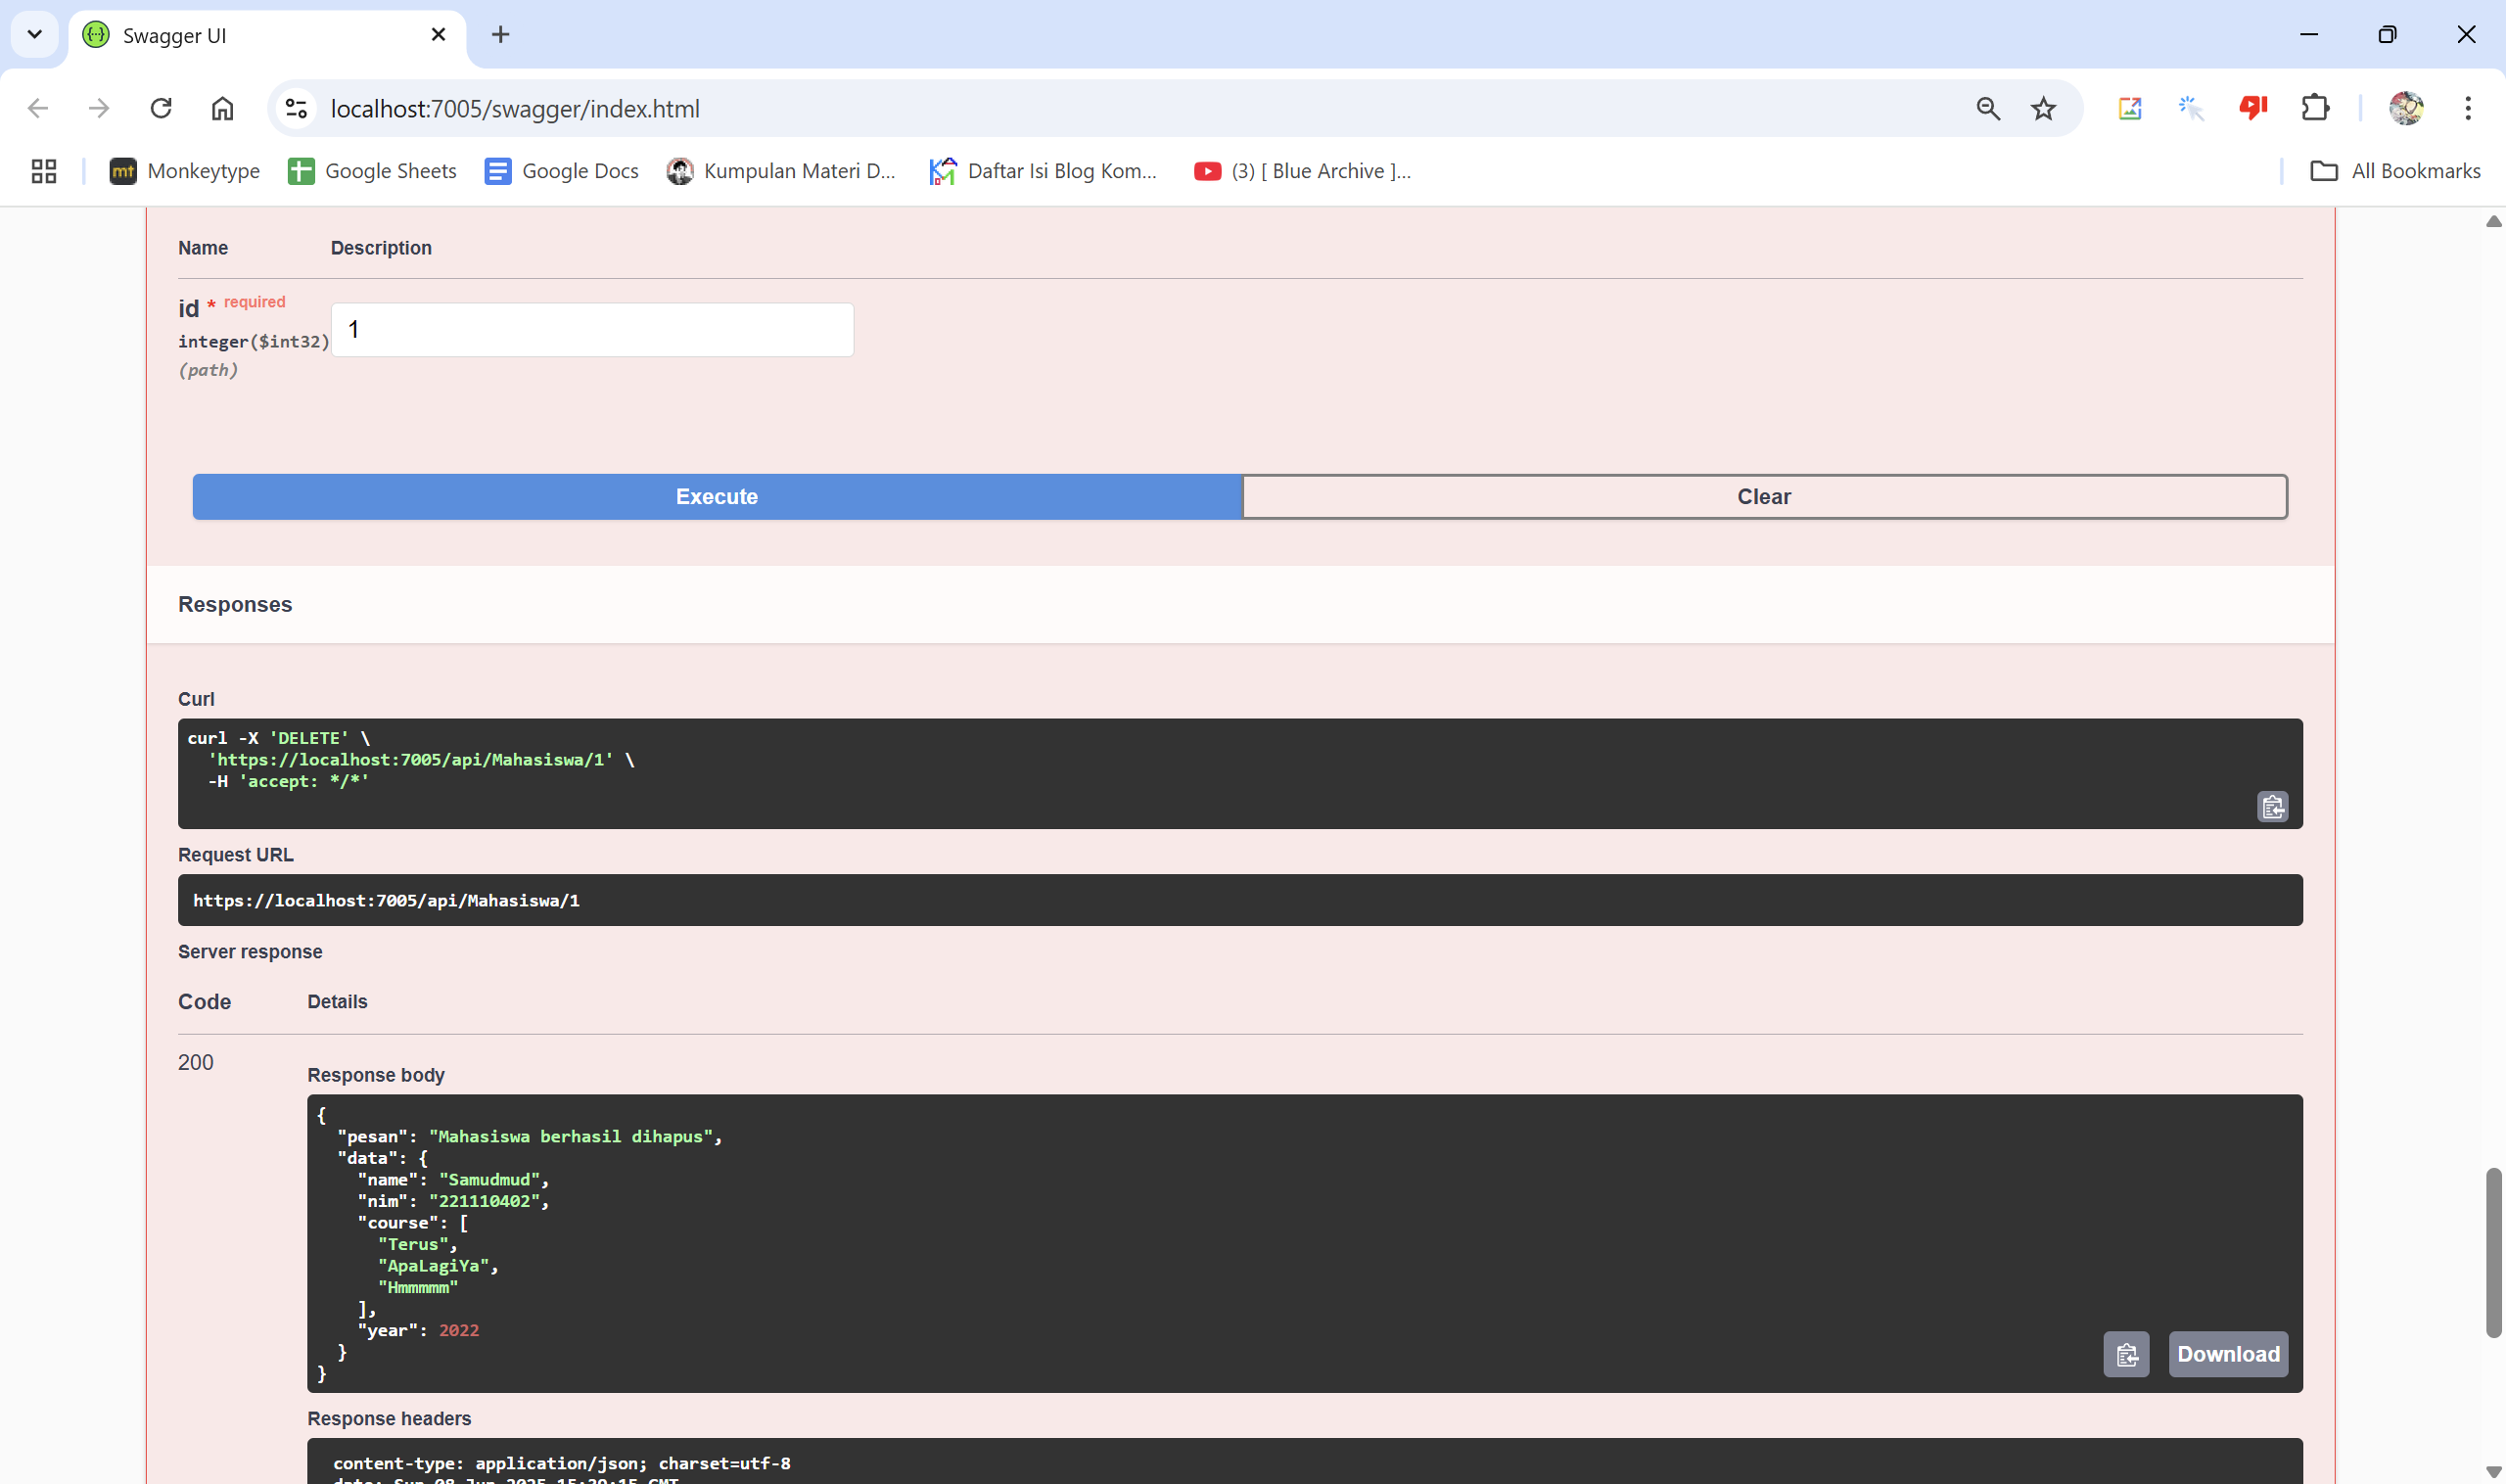 Swagger UI
localhost:7005/swagger/index.html
mt Monkeytype Google Sheets Google Docs Kumpulan Materi D... Daftar Isi Blog Kom... (3) [ Blue Archive ]... All Bookmarks
Name Description
id * required
integer($int32)
(path)
1
Execute Clear
Responses
Curl
curl -X 'DELETE' \
'https://localhost:7005/api/Mahasiswa/1' \
-H 'accept: */*'
Request URL
https://localhost:7005/api/Mahasiswa/1
Server response
Code Details
200
Response body
{
"pesan": "Mahasiswa berhasil dihapus",
"data": {
"name": "Samudmud",
"nim": "221110402",
"course": [
"Terus",
"ApaLagiYa",
"Hmmmmm"
],
"year": 2022
}
}
Download
Response headers
content-type: application/json; charset=utf-8